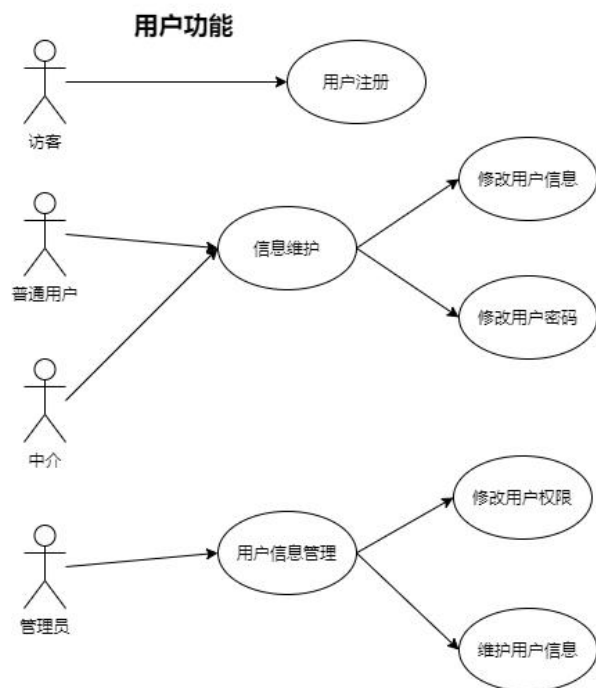 用户功能
用户注册
访客
修改用户信息
信息维护
普通用户
修改用户密码
中介
修改用户权限
用户信息管理
管理员
维护用户信息